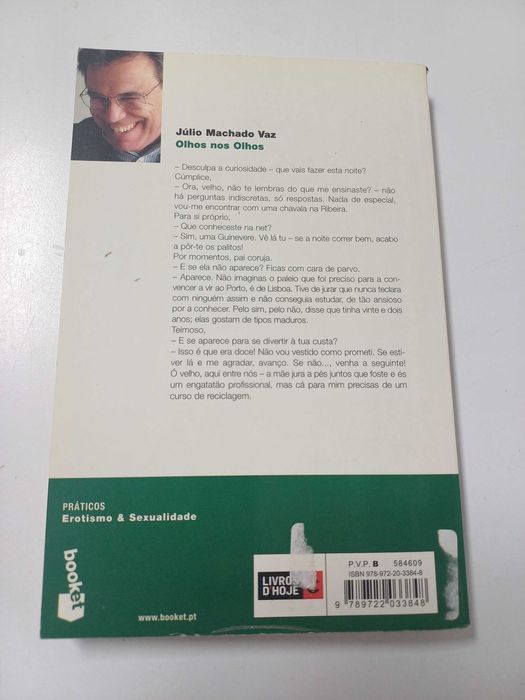 Júlio Machado Vaz
Olhos nos Olhos
– Desculpa a curiosidade – que vais fazer esta noite?
Cúmplice,
– Ora, velho, não te lembras do que me ensinaste? – não
há perguntas indiscretas, só respostas. Nada de especial,
vou-me encontrar com uma chavala na Ribeira.
Para si próprio,
– Que conheceste na net?
– Sim, uma Guinevere. Vê lá tu – se a noite correr bem, acabo
a pôr-te os palitos!
Por momentos, pai coruja.
– E se ela não aparece? Ficas com cara de parvo.
– Aparece. Não imaginas o paleio que foi preciso para a con-
vencer a vir ao Porto, é de Lisboa. Tive de jurar que nunca teclara
com ninguém assim e não conseguia estudar, de tão ansioso
por a conhecer. Pelo sim, pelo não, disse que tinha vinte e dois
anos; elas gostam de tipos maduros.
Teimoso,
– E se aparece para se divertir à tua custa?
– Isso é que era doce! Não vou vestido como prometi. Se esti-
ver lá e me agradar, avanço. Se não..., venha a seguinte!
Ó velho, aqui entre nós – a mãe jura a pés juntos que foste e és
um engatatão profissional, mas cá para mim precisas de um
curso de reciclagem.
PRÁTICOS
Erotismo & Sexualidade
booket
www.booket.pt
LIVROS
D'HOJE
P.V.P. B 584609
ISBN 978-972-20-3384-8
9 789722 033848